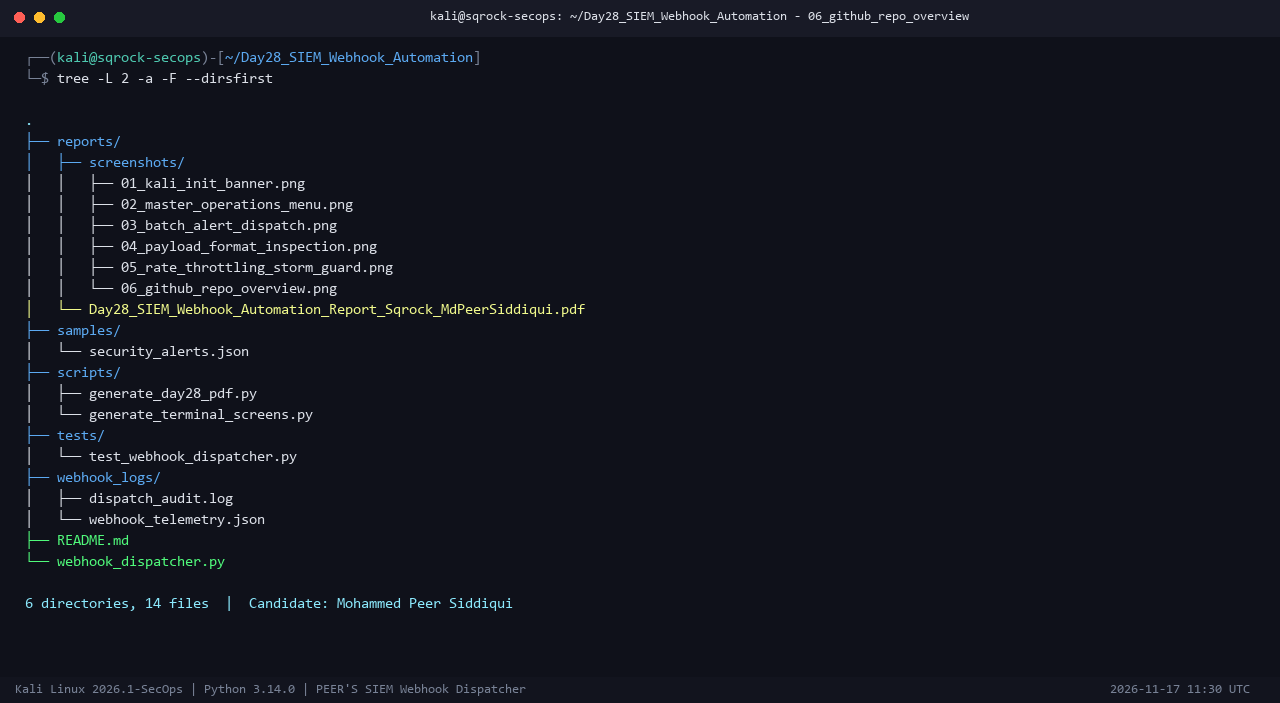 kali@sqrock-secops: ~/Day28_SIEM_Webhook_Automation - 06_github_repo_overview
┌──(kali@sqrock-secops)-[~/Day28_SIEM_Webhook_Automation]
└─$ tree -L 2 -a -F --dirsfirst
.
├── reports/
│   ├── screenshots/
│   │   ├── 01_kali_init_banner.png
│   │   ├── 02_master_operations_menu.png
│   │   ├── 03_batch_alert_dispatch.png
│   │   ├── 04_payload_format_inspection.png
│   │   ├── 05_rate_throttling_storm_guard.png
│   │   └── 06_github_repo_overview.png
│   └── Day28_SIEM_Webhook_Automation_Report_Sqrock_MdPeerSiddiqui.pdf
├── samples/
│   └── security_alerts.json
├── scripts/
│   ├── generate_day28_pdf.py
│   └── generate_terminal_screens.py
├── tests/
│   └── test_webhook_dispatcher.py
├── webhook_logs/
│   ├── dispatch_audit.log
│   └── webhook_telemetry.json
├── README.md
└── webhook_dispatcher.py
6 directories, 14 files  │  Candidate: Mohammed Peer Siddiqui
Kali Linux 2026.1-SecOps | Python 3.14.0 | PEER'S SIEM Webhook Dispatcher
2026-11-17 11:30 UTC